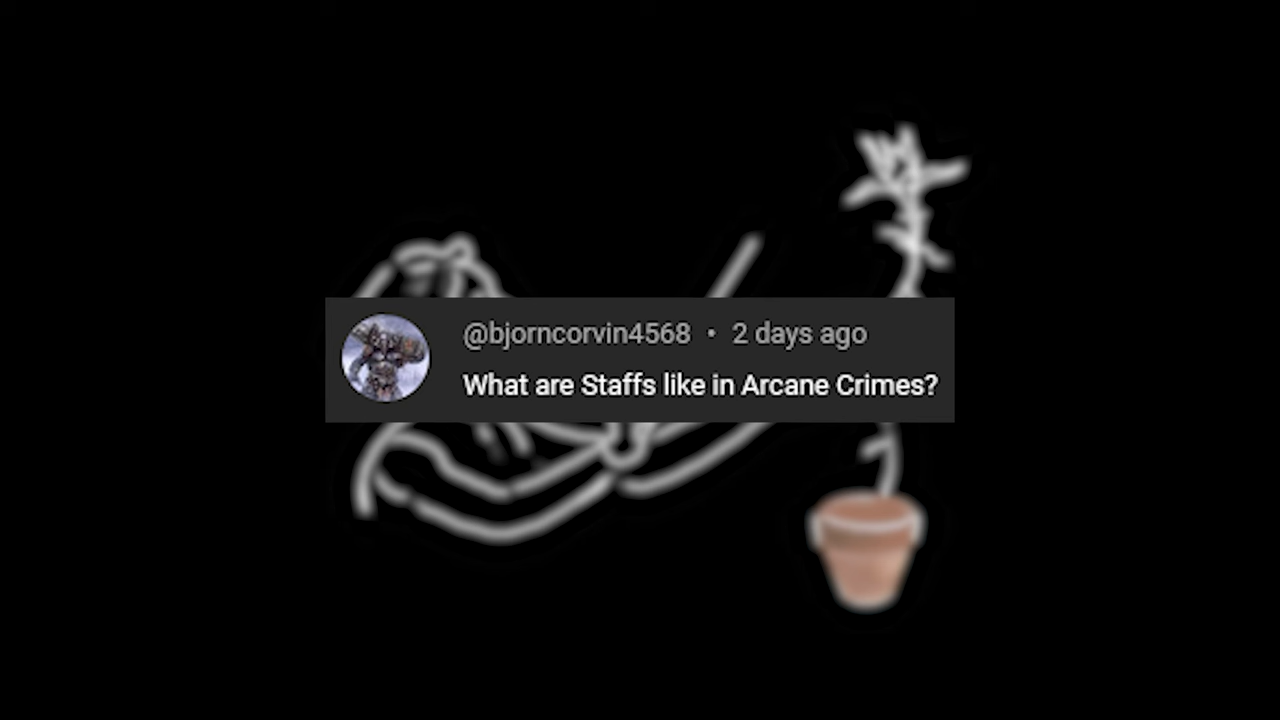 @bjorncorvin4568 • 2 days ago
What are Staffs like in Arcane Crimes?